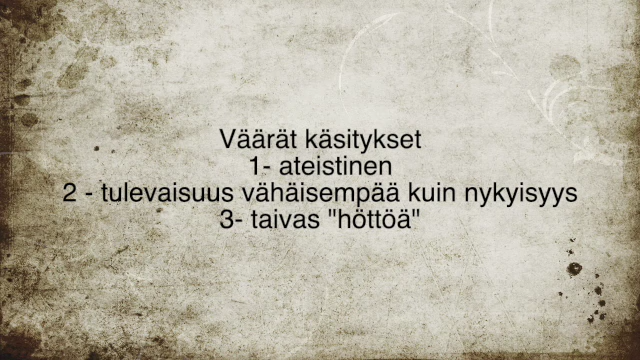 Väärät käsitykset
1- ateistinen
2 - tulevaisuus vähäisempää kuin nykyisyys
3- taivas "höttöä"